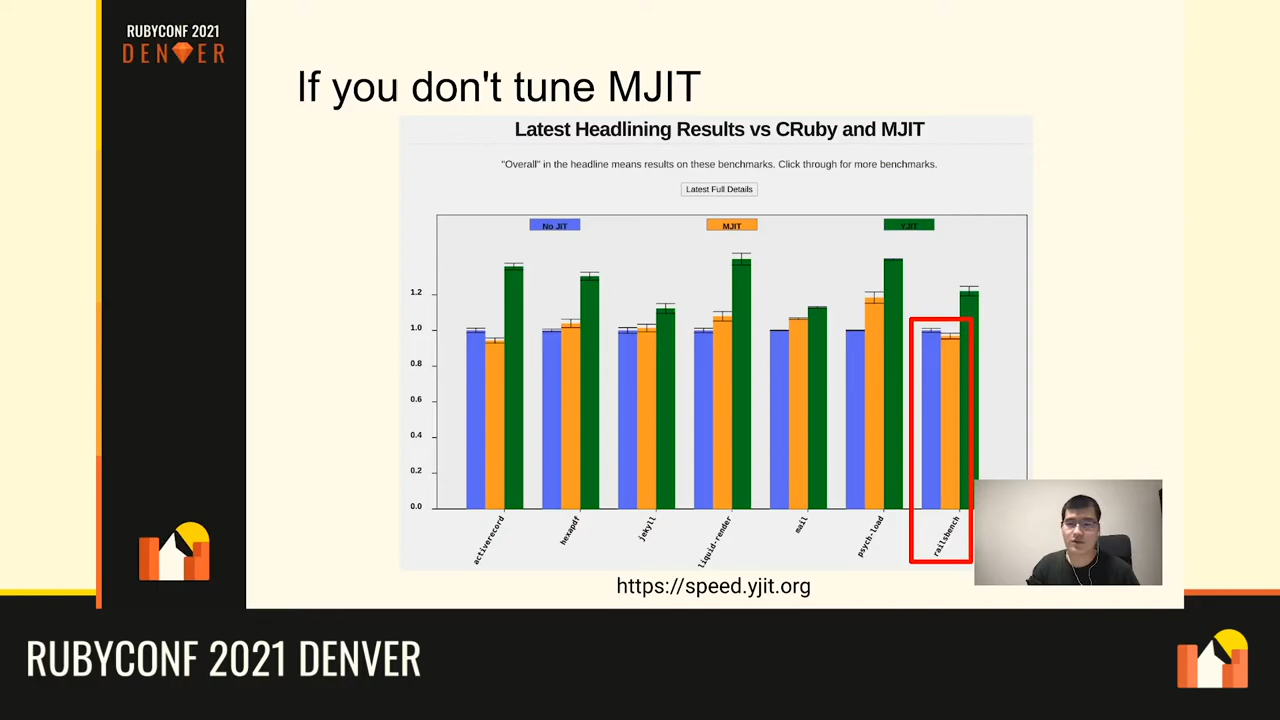 RUBYCONF 2021
DENVER
If you don't tune MJIT
Latest Headlining Results vs CRuby and MJIT
"Overall" in the headline means results on these benchmarks. Click through for more benchmarks.
Latest Full Details
No JIT
MJIT
YJIT
1.2
1.0
0.8
0.6
0.4
0.2
0.0
activerecord
hexapdf
jekyll
liquid-render
mail
psych-load
railsbench
https://speed.yjit.org
RUBYCONF 2021 DENVER